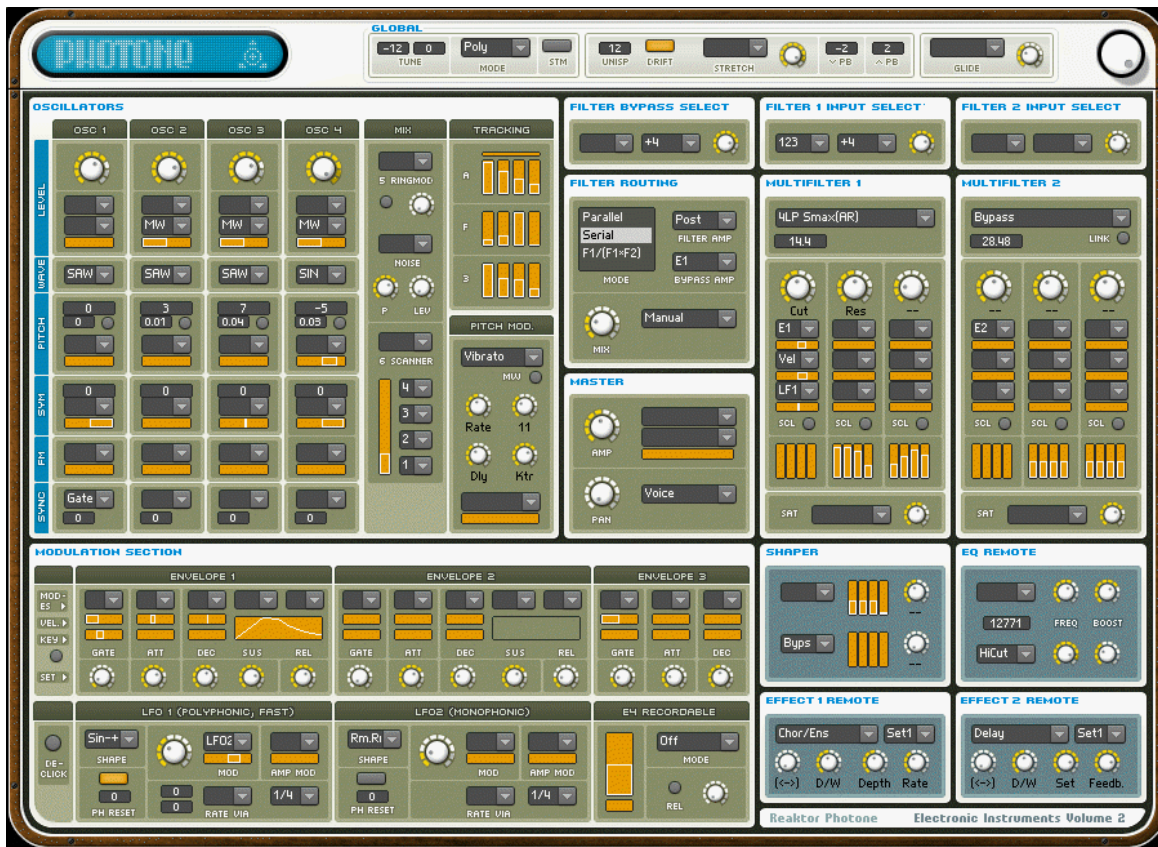 PHOTONE
GLOBAL
-12 0 Poly
TUNE MODE STM
12
UNISP DRIFT STRETCH
-2 2
PB PB
GLIDE
OSCILLATORS
OSC 1 OSC 2 OSC 3 OSC 4 MIX TRACKING
LEVEL
MW MW MW
WAVE
SAW SAW SAW SIN
PITCH
0 3 7 -5
0 0.01 0.04 0.03
SYM
0 0 0 0
FM
SYNC
Gate
0 0 0 0
5 RINGMOD
NOISE
P LEV
6 SCANNER
4
3
2
1
A
F
3
PITCH MOD.
Vibrato
MW
Rate 11
Dly Ktr
FILTER BYPASS SELECT
+4
FILTER 1 INPUT SELECT
123 +4
FILTER 2 INPUT SELECT
FILTER ROUTING
Parallel
Serial
F1/(F1*F2)
MODE
Post
FILTER AMP
E1
BYPASS AMP
Manual
MIX
MASTER
AMP
Voice
PAN
MULTIFILTER 1
4LP Smax(AR)
14.4
Cut Res --
E1
Vel
LF1
SCL SCL SCL
SAT
MULTIFILTER 2
Bypass
28.48 LINK
-- -- --
E2
SCL SCL SCL
SAT
MODULATION SECTION
ENVELOPE 1 ENVELOPE 2 ENVELOPE 3
MOD-
ES
VEL.
KEY
SET
GATE ATT DEC SUS REL
GATE ATT DEC SUS REL
GATE ATT DEC
LFO 1 (POLYPHONIC, FAST)
DE-
CLICK
Sin-+ LFO2
SHAPE MOD AMP MOD
0 0 1/4
0
PH RESET RATE VIA
LFO2 (MONOPHONIC)
Rm.Ri
SHAPE MOD AMP MOD
0 1/4
PH RESET RATE VIA
E4 RECORDABLE
Off
MODE
REL
SHAPER
--
Byps
--
EQ REMOTE
12771 FREQ BOOST
HiCut
EFFECT 1 REMOTE
Chor/Ens Set1
(<->) D/W Depth Rate
EFFECT 2 REMOTE
Delay Set1
(<->) D/W Set Feedb.
Reaktor Photone Electronic Instruments Volume 2